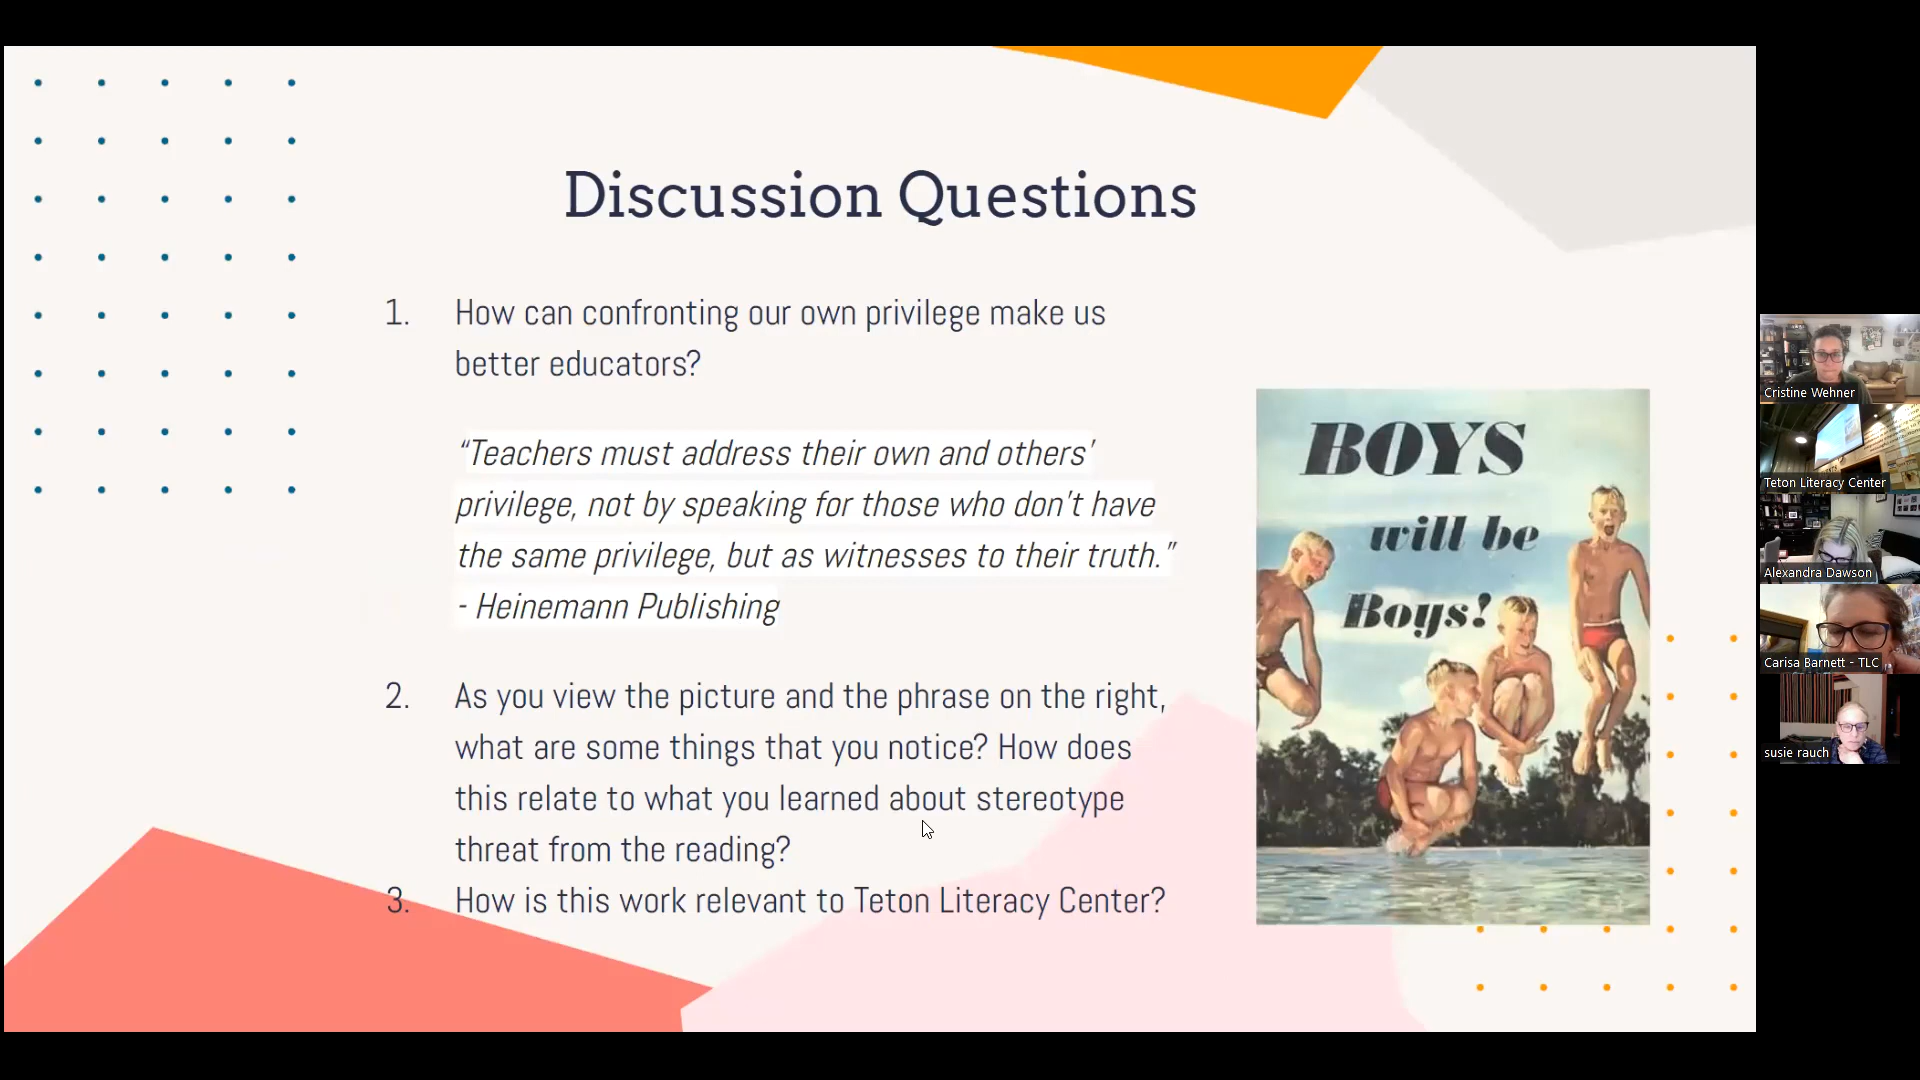 Discussion Questions
1. How can confronting our own privilege make us
better educators?
“Teachers must address their own and others’
privilege, not by speaking for those who don’t have
the same privilege, but as witnesses to their truth.”
- Heinemann Publishing
2. As you view the picture and the phrase on the right,
what are some things that you notice? How does
this relate to what you learned about stereotype
threat from the reading?
3. How is this work relevant to Teton Literacy Center?
BOYS
will be
Boys!
Cristine Wehner
Teton Literacy Center
Alexandra Dawson
Carisa Barnett - TLC
susie rauch